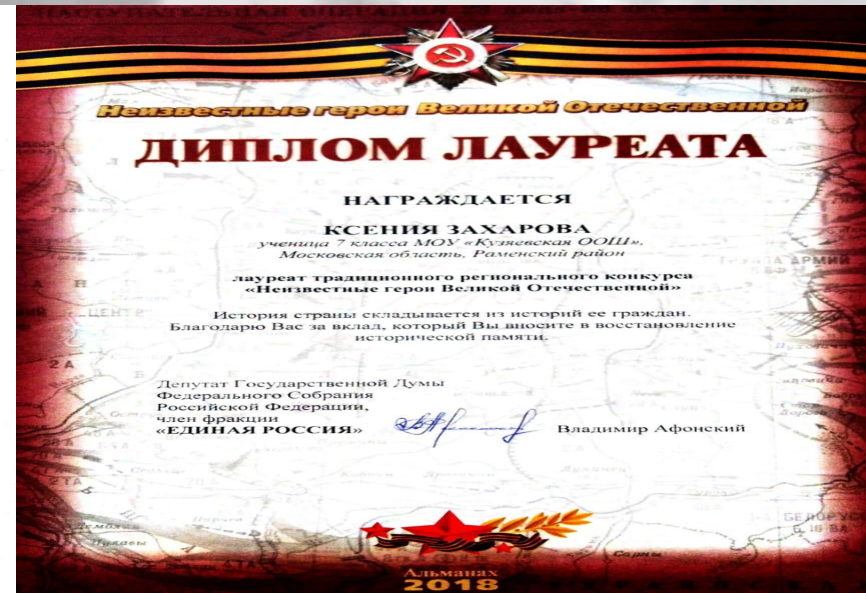 Неизвестные герои Великой Отечественной
ДИПЛОМ ЛАУРЕАТА
НАГРАЖДАЕТСЯ
КСЕНИЯ ЗАХАРОВА
ученица 7 класса МОУ «Кузяевская ООШ»,
Московская область, Раменский район
лауреат традиционного регионального конкурса
«Неизвестные герои Великой Отечественной»
История страны складывается из историй ее граждан.
Благодарю Вас за вклад, который Вы вносите в восстановление
исторической памяти.
Депутат Государственной Думы
Федерального Собрания
Российской Федерации,
член фракции
«ЕДИНАЯ РОССИЯ» Владимир Афонский
Альманах
2018